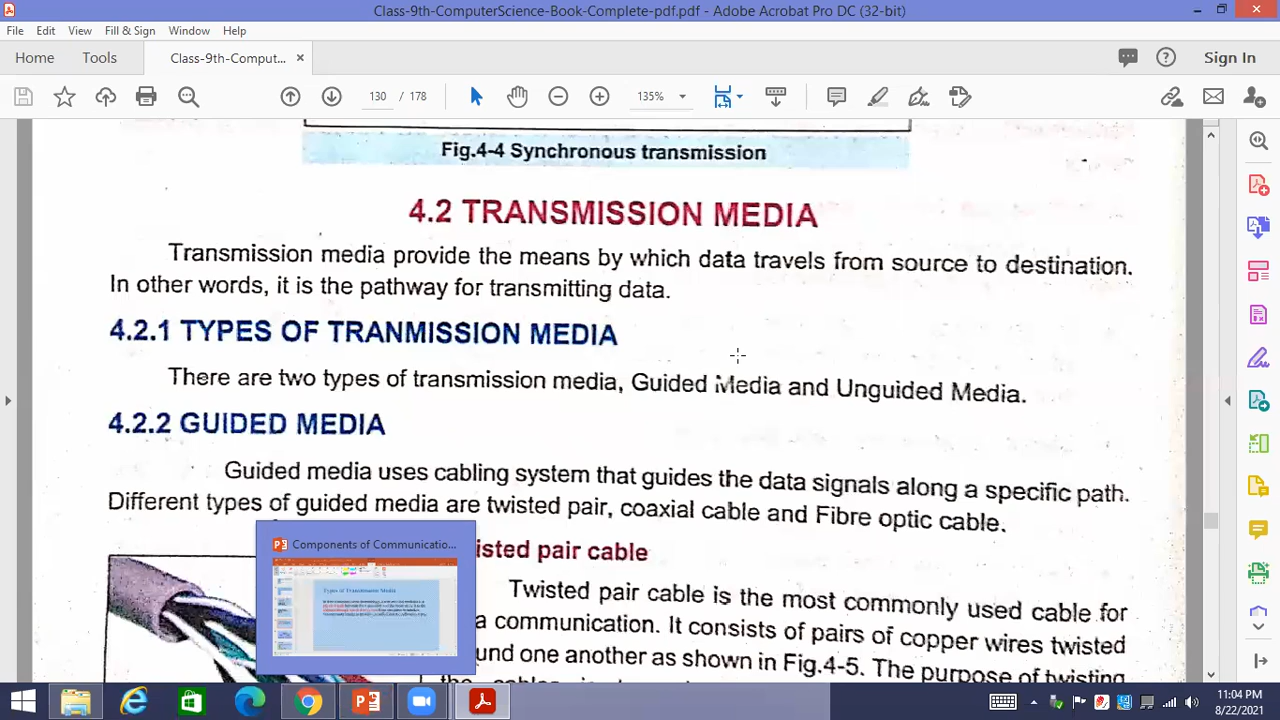 Class-9th-ComputerScience-Book-Complete-pdf.pdf - Adobe Acrobat Pro DC (32-bit)
File Edit View Fill & Sign Window Help
Home Tools Class-9th-Comput... × Sign In
130 / 178 135%
Fig.4-4 Synchronous transmission
4.2 TRANSMISSION MEDIA
Transmission media provide the means by which data travels from source to destination.
In other words, it is the pathway for transmitting data.
4.2.1 TYPES OF TRANMISSION MEDIA
There are two types of transmission media, Guided Media and Unguided Media.
4.2.2 GUIDED MEDIA
Guided media uses cabling system that guides the data signals along a specific path.
Different types of guided media are twisted pair, coaxial cable and Fibre optic cable.
Components of Communicatio...
isted pair cable
Types of Transmission Media
Twisted pair cable is the most commonly used cable for
a communication. It consists of pairs of copper wires twisted
und one another as shown in Fig.4-5. The purpose of twisting
11:04 PM
8/22/2021